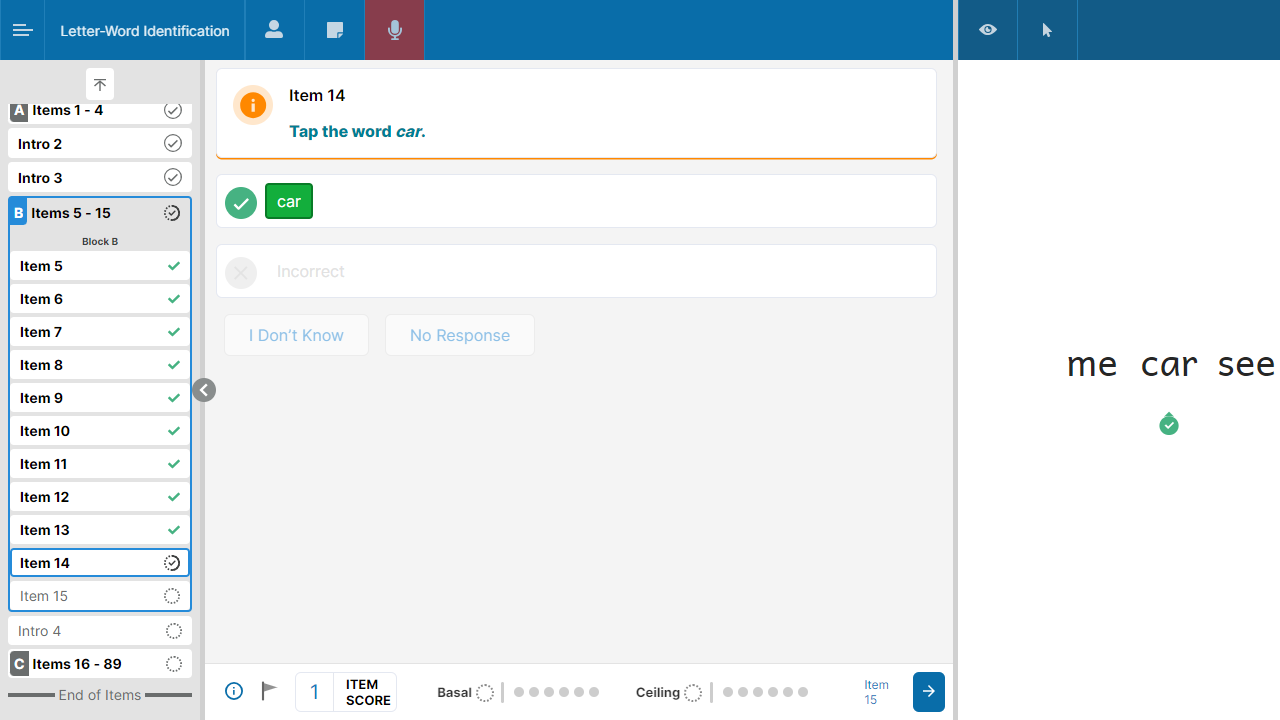 Letter-Word Identification
A Items 1 - 4
Intro 2
Intro 3
B Items 5 - 15
Block B
Item 5
Item 6
Item 7
Item 8
Item 9
Item 10
Item 11
Item 12
Item 13
Item 14
Item 15
Intro 4
C Items 16 - 89
End of Items
Item 14
Tap the word car.
car
Incorrect
I Don't Know
No Response
1 ITEM
SCORE
Basal
Ceiling
Item
15
me car see